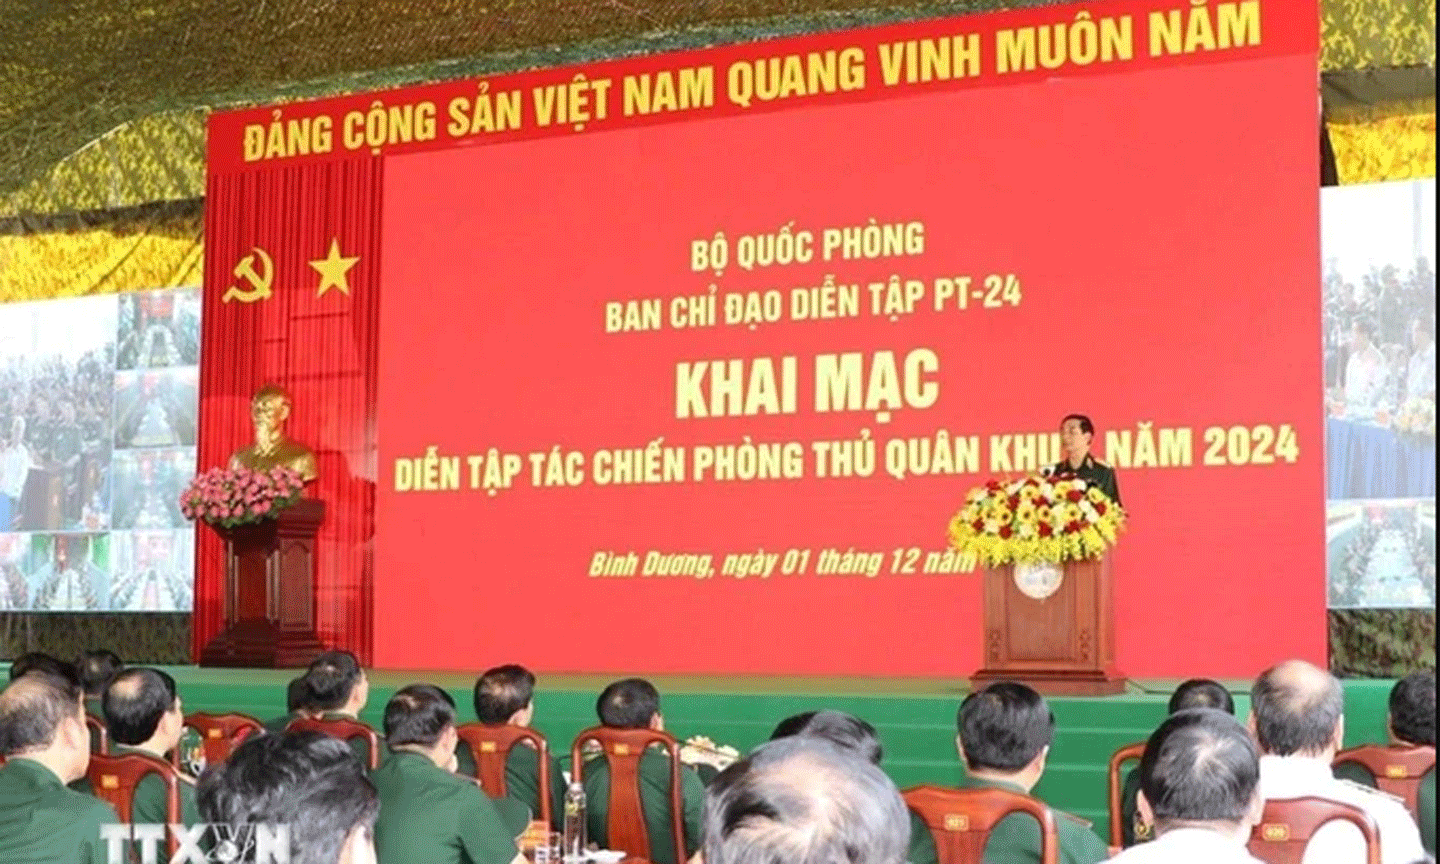 ĐẢNG CỘNG SẢN VIỆT NAM QUANG VINH MUÔN NĂM
BỘ QUỐC PHÒNG
BAN CHỈ ĐẠO DIỄN TẬP PT-24
KHAI MẠC
DIỄN TẬP TÁC CHIẾN PHÒNG THỦ QUÂN KHU NĂM 2024
Bình Dương, ngày 01 tháng 12 năm
TTXVN